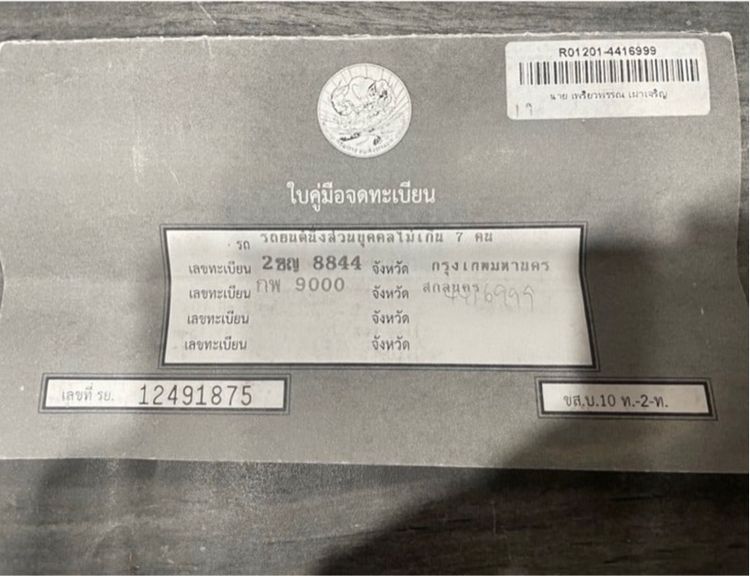 R01201-4416999
นาย เพรียวพรรณ เผาเจริญ
ใบคู่มือจดทะเบียน
รถ รถยนต์นั่งส่วนบุคคลไม่เกิน 7 คน
เลขทะเบียน 2ขญ 8844 จังหวัด กรุงเทพมหานคร
เลขทะเบียน กพ 9000 จังหวัด สกลนคร 4416999
เลขทะเบียน จังหวัด
เลขทะเบียน จังหวัด
เลขที่ รย. 12491875
ขส.บ.10 ท.-2-ท.